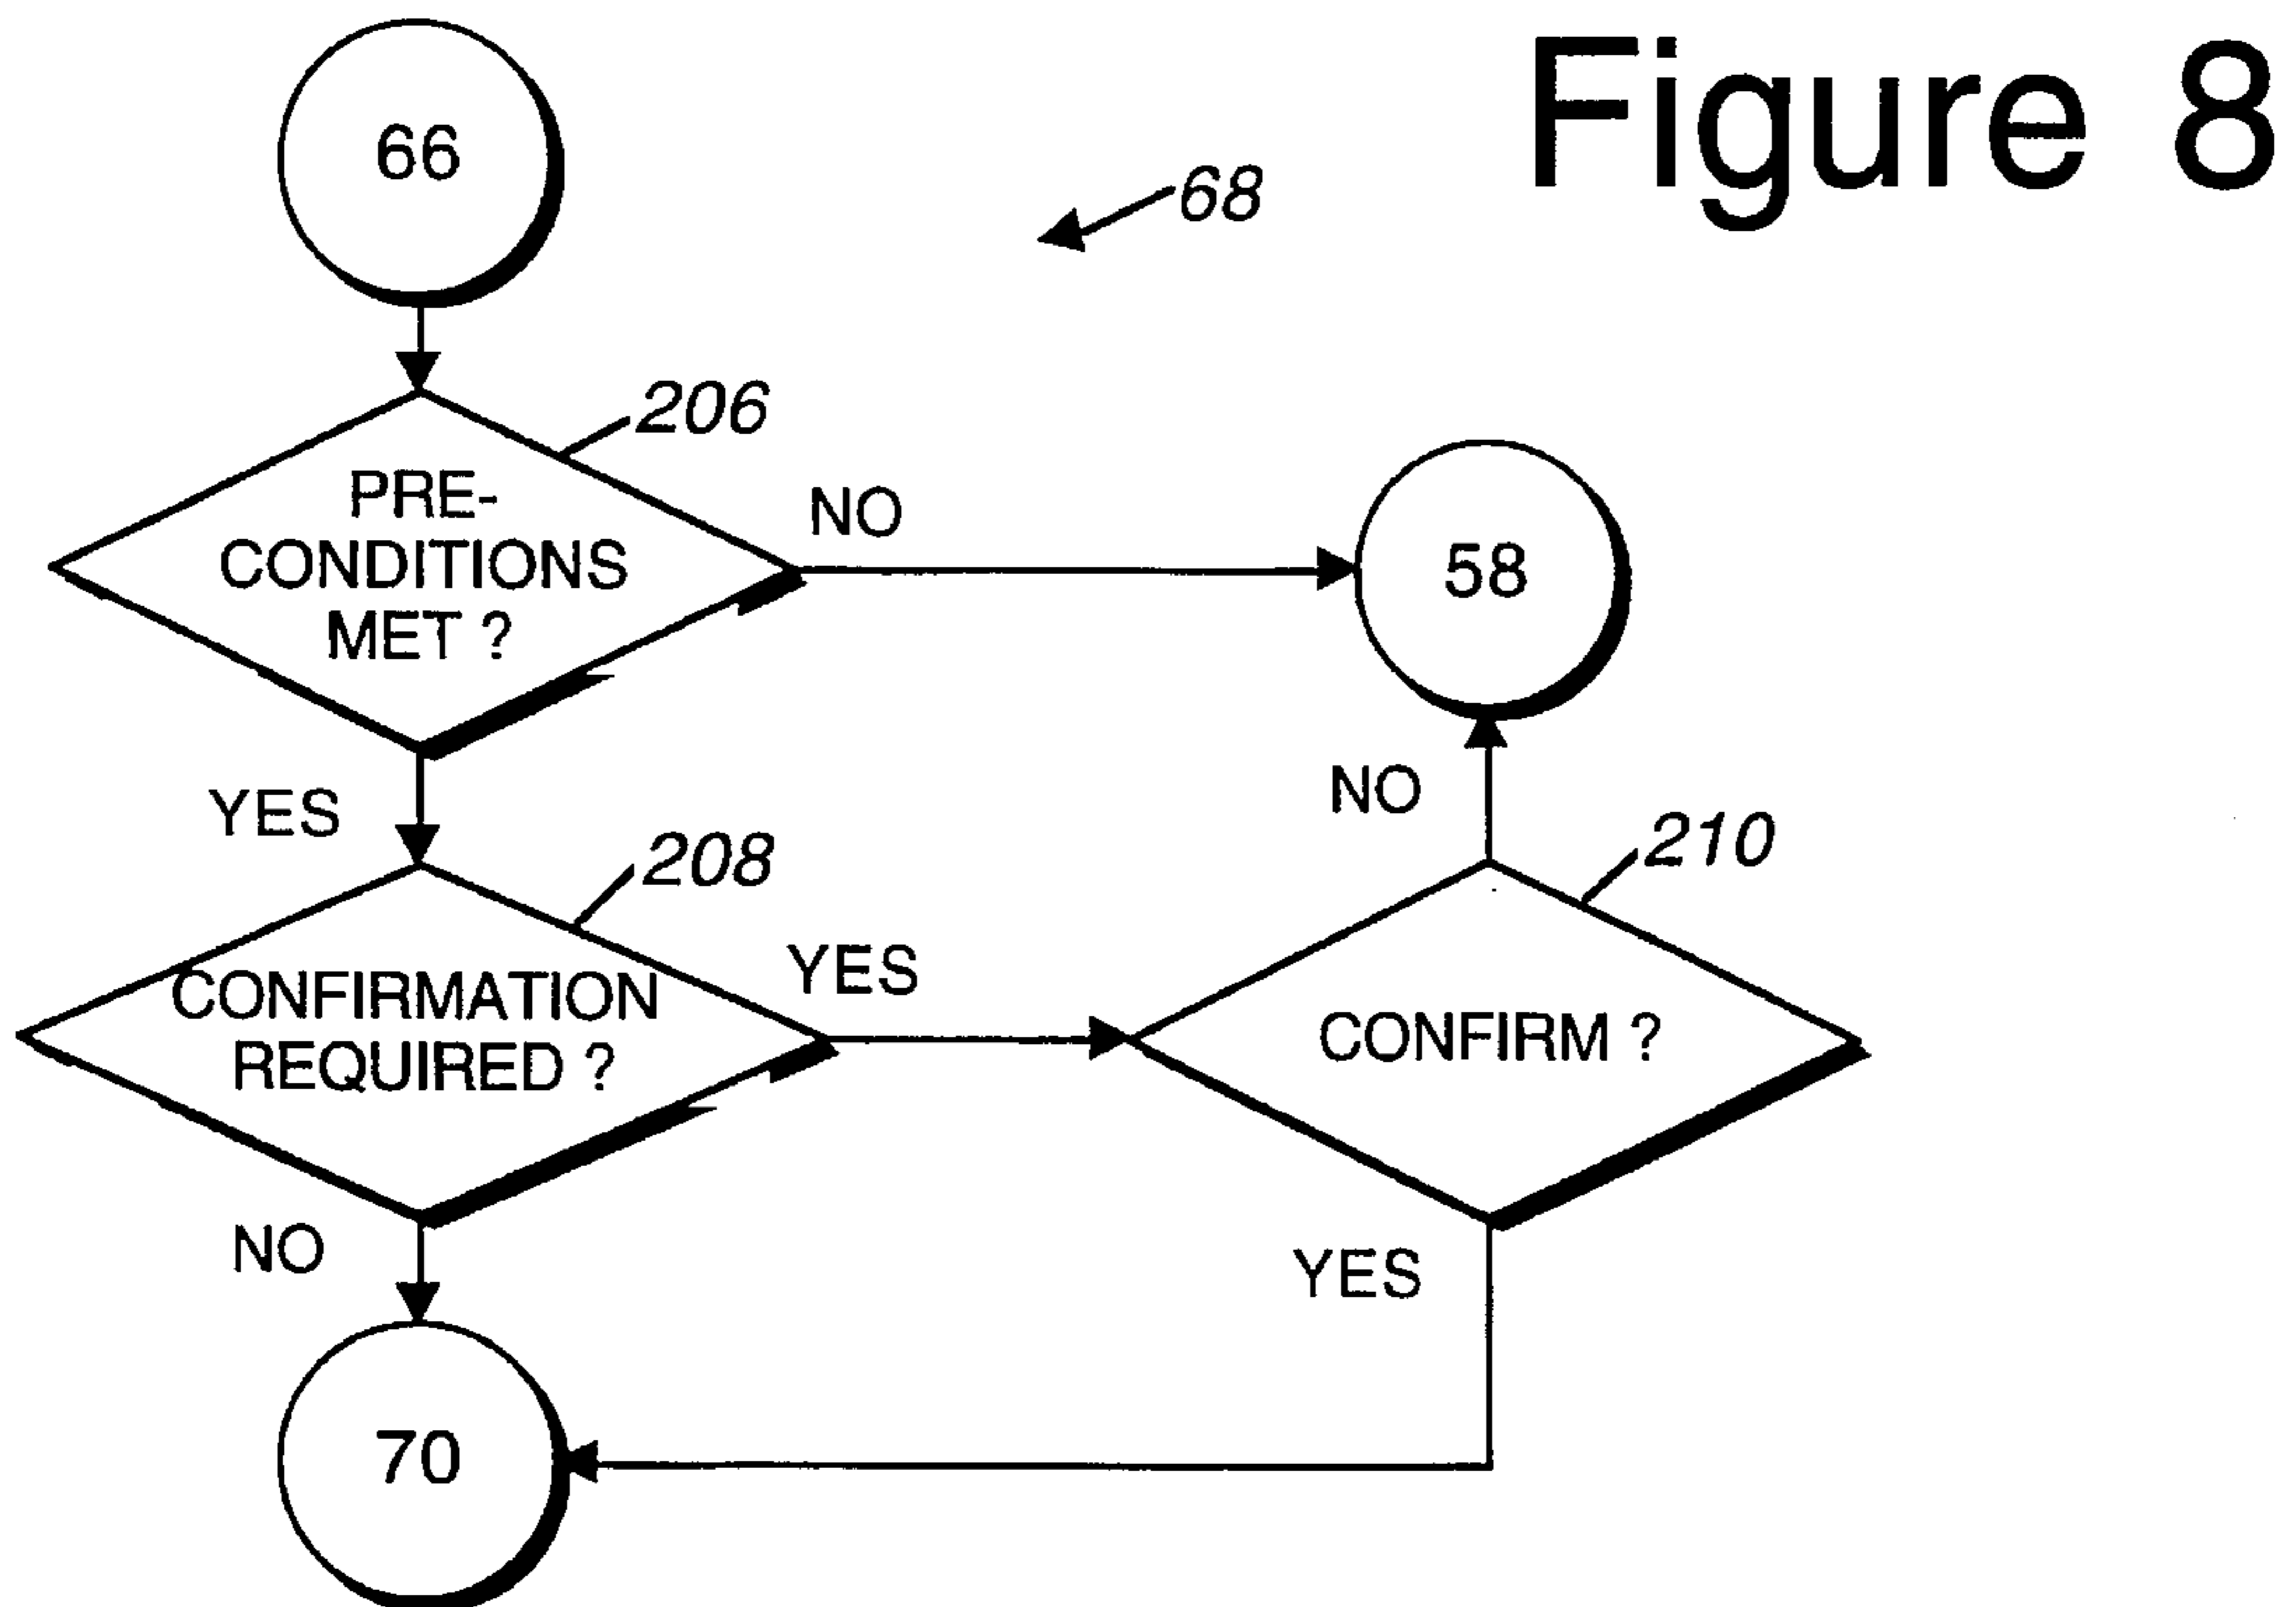 Figure 8
66
68
206
PRE-
CONDITIONS
MET ?
NO
58
YES
NO
208
210
CONFIRMATION
REQUIRED ?
YES
CONFIRM ?
NO
YES
70